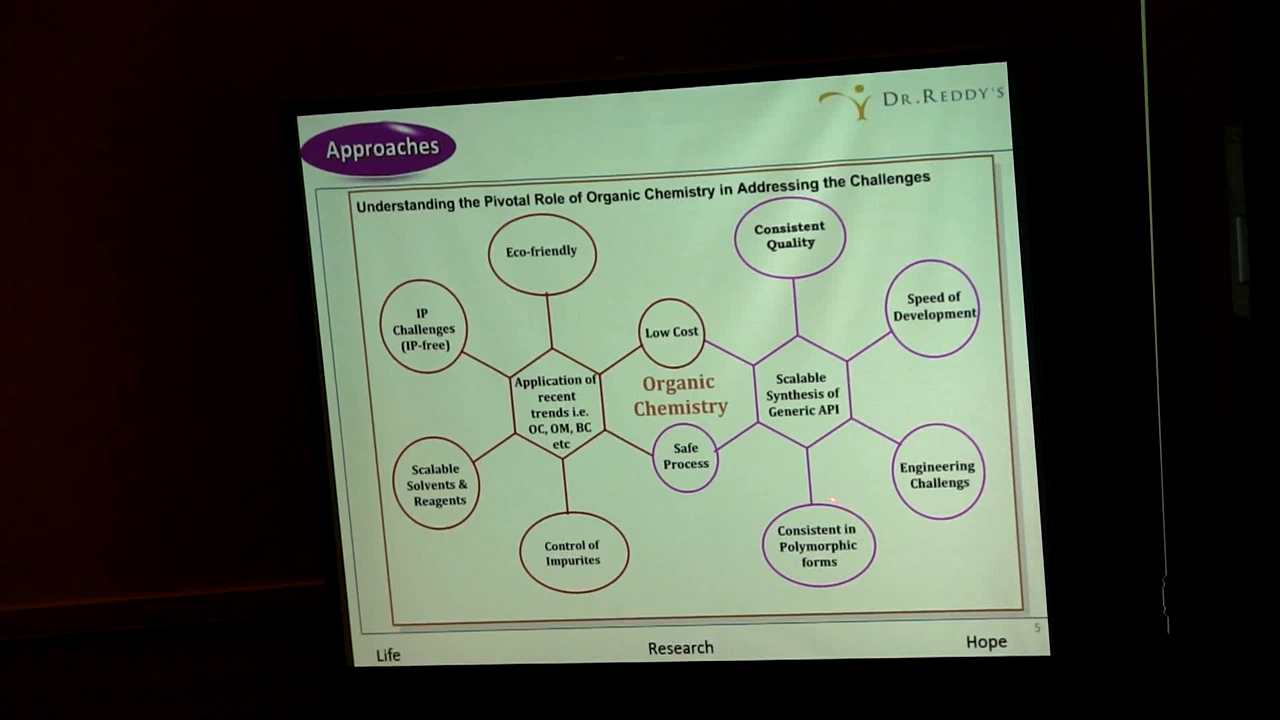 DR.REDDY'S
Approaches
Understanding the Pivotal Role of Organic Chemistry in Addressing the Challenges
Eco-friendly
Consistent
Quality
IP
Challenges
(IP-free)
Low Cost
Speed of
Development
Application of
recent
trends i.e.
OC, OM, BC
etc
Organic
Chemistry
Scalable
Synthesis of
Generic API
Scalable
Solvents &
Reagents
Safe
Process
Engineering
Challengs
Control of
Impurites
Consistent in
Polymorphic
forms
5
Life
Research
Hope